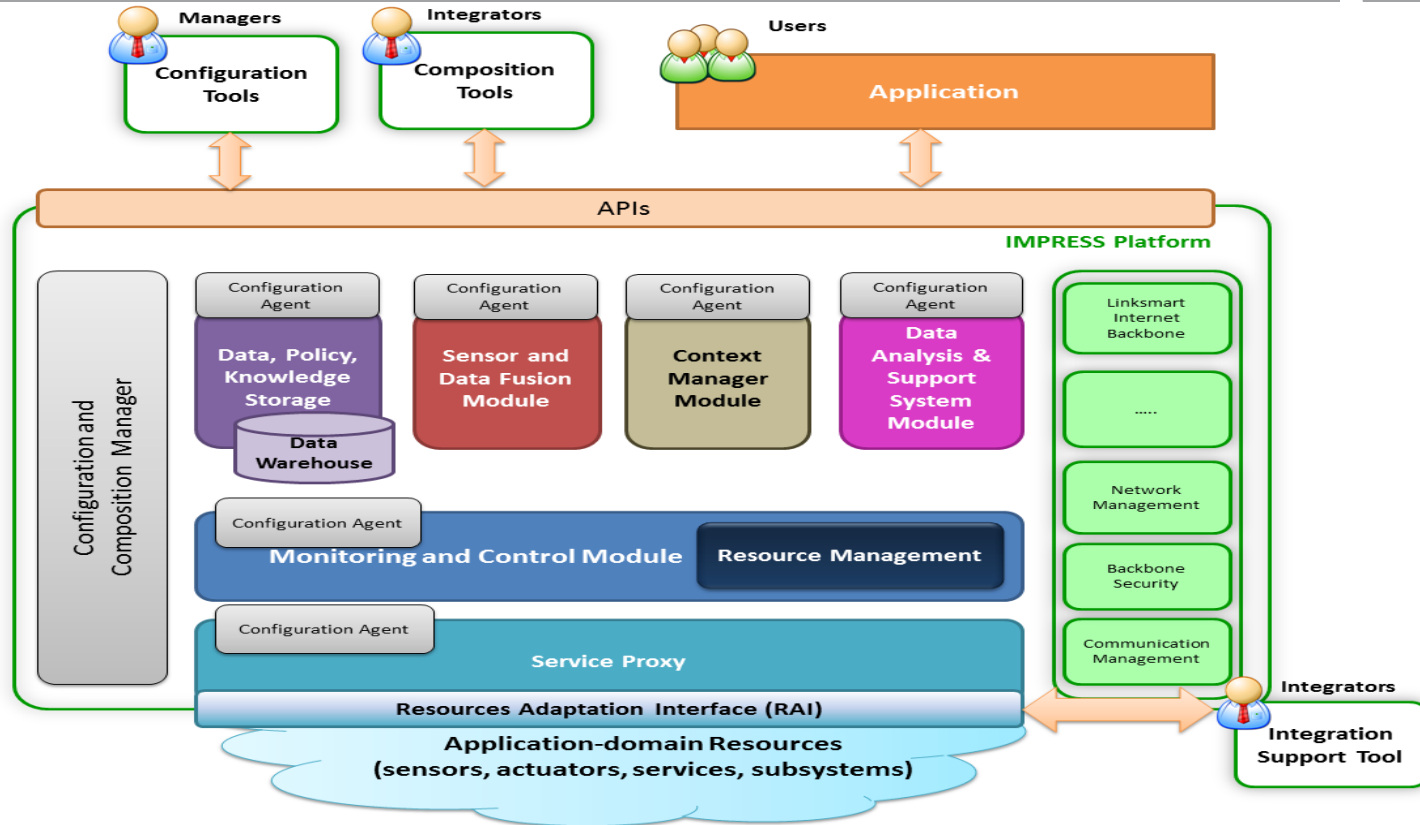 Managers
Integrators
Users
Configuration
Tools
Composition
Tools
Application
APIs
IMPRESS Platform
Configuration and
Composition Manager
Configuration
Agent
Data, Policy,
Knowledge
Storage
Data
Warehouse
Configuration
Agent
Sensor and
Data Fusion
Module
Configuration
Agent
Context
Manager
Module
Configuration
Agent
Data
Analysis &
Support
System
Module
Linksmart
Internet
Backbone
.....
Network
Management
Backbone
Security
Communication
Management
Configuration Agent
Monitoring and Control Module
Resource Management
Configuration Agent
Service Proxy
Resources Adaptation Interface (RAI)
Application-domain Resources
(sensors, actuators, services, subsystems)
Integrators
Integration
Support Tool